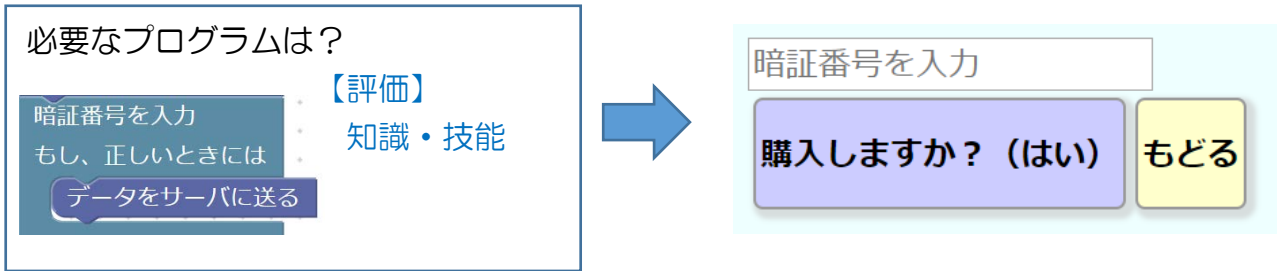 必要なプログラムは？
【評価】
知識・技能
暗証番号を入力
もし、正しいときには
データをサーバに送る
暗証番号を入力
購入しますか？（はい）
もどる